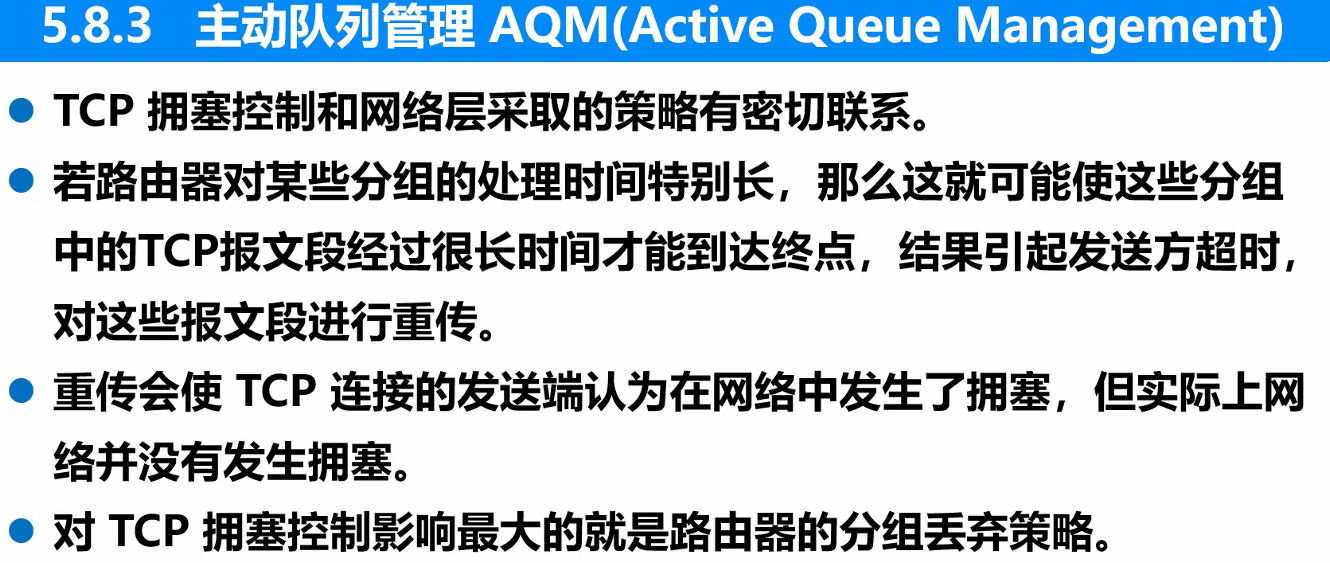 5.8.3 主动队列管理 AQM(Active Queue Management)
● TCP 拥塞控制和网络层采取的策略有密切联系。
● 若路由器对某些分组的处理时间特别长，那么这就可能使这些分组
中的TCP报文段经过很长时间才能到达终点，结果引起发送方超时，
对这些报文段进行重传。
● 重传会使 TCP 连接的发送端认为在网络中发生了拥塞，但实际上网
络并没有发生拥塞。
● 对 TCP 拥塞控制影响最大的就是路由器的分组丢弃策略。